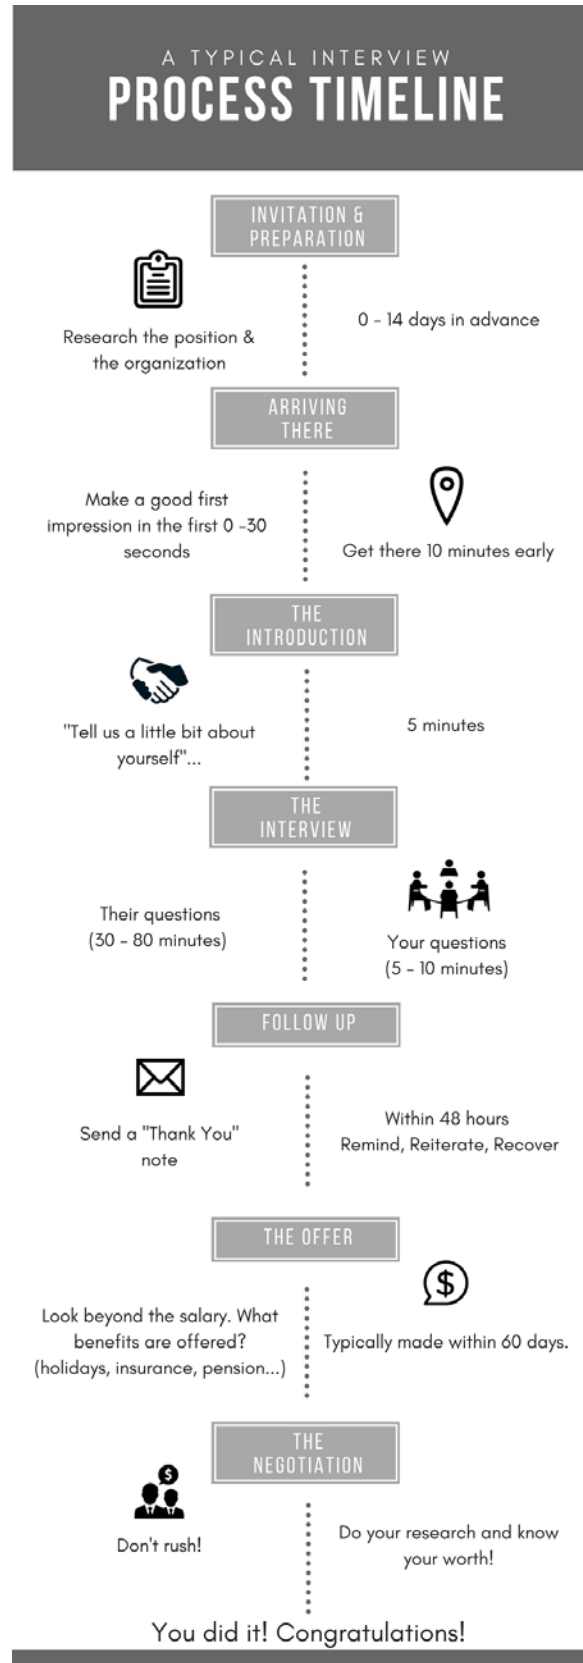 A TYPICAL INTERVIEW
PROCESS TIMELINE
INVITATION &
PREPARATION
Research the position &
the organization
0 - 14 days in advance
ARRIVING
THERE
Make a good first
impression in the first 0 -30
seconds
Get there 10 minutes early
THE
INTRODUCTION
"Tell us a little bit about
yourself"...
5 minutes
THE
INTERVIEW
Their questions
(30 - 80 minutes)
Your questions
(5 - 10 minutes)
FOLLOW UP
Send a "Thank You"
note
Within 48 hours
Remind, Reiterate, Recover
THE OFFER
$
Look beyond the salary. What
benefits are offered?
(holidays, insurance, pension...)
Typically made within 60 days.
THE
NEGOTIATION
$
Don't rush!
Do your research and know
your worth!
You did it! Congratulations!